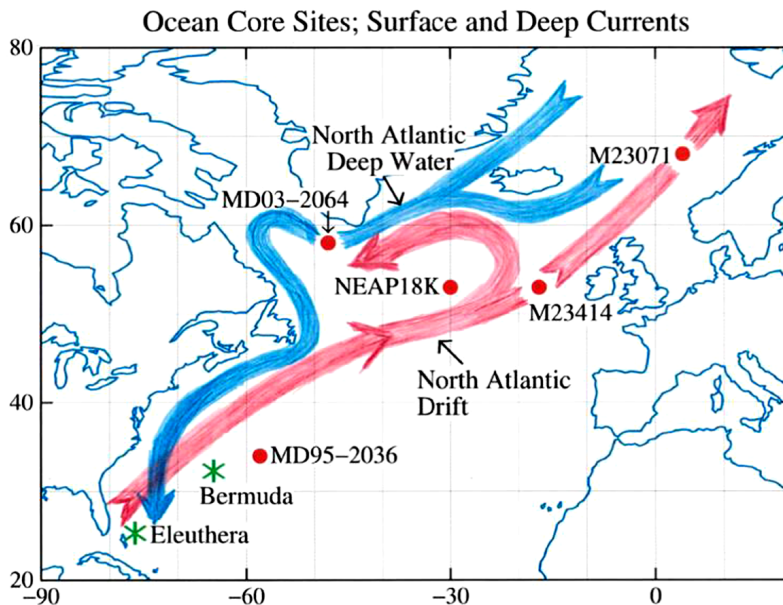 Ocean Core Sites; Surface and Deep Currents
80
North Atlantic
Deep Water
M23071
MD03−2064
60
NEAP18K
M23414
North Atlantic
Drift
40
MD95−2036
Bermuda
Eleuthera
20
−90
−60
−30
0